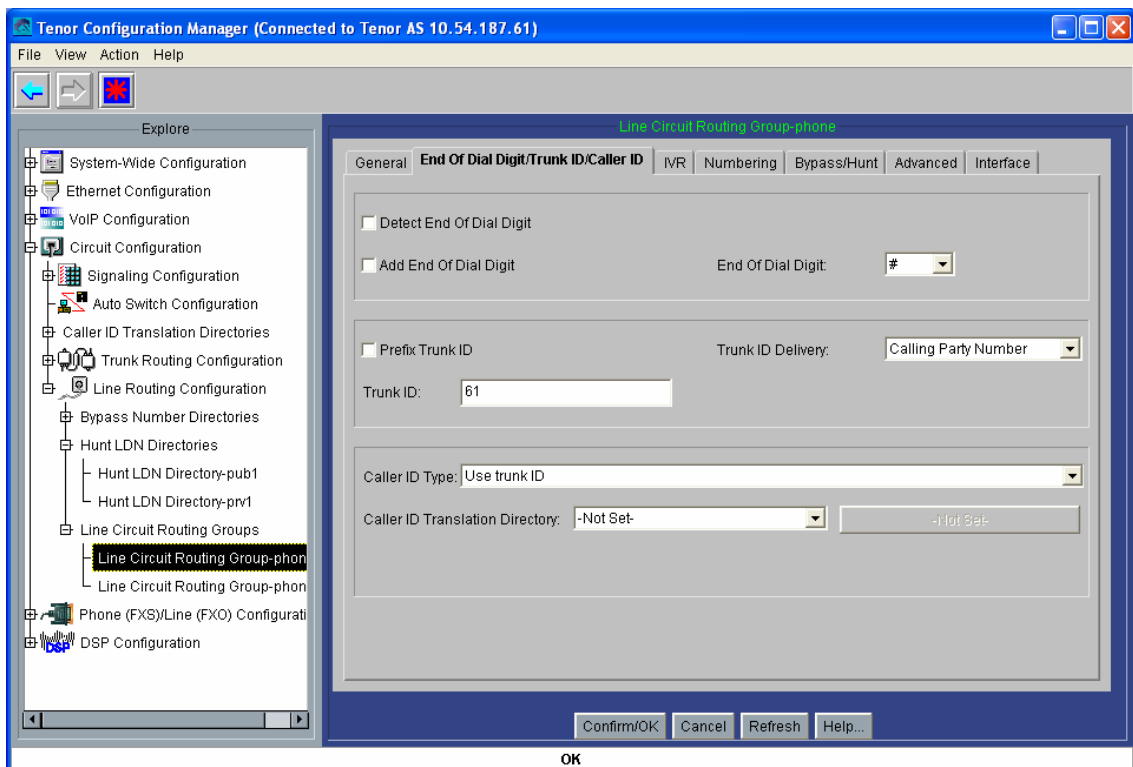 Tenor Configuration Manager (Connected to Tenor AS 10.54.187.61)
File View Action Help
Explore
System-Wide Configuration
Ethernet Configuration
VoIP Configuration
Circuit Configuration
Signaling Configuration
Auto Switch Configuration
Caller ID Translation Directories
Trunk Routing Configuration
Line Routing Configuration
Bypass Number Directories
Hunt LDN Directories
Hunt LDN Directory-pub1
Hunt LDN Directory-prv1
Line Circuit Routing Groups
Line Circuit Routing Group-phon
Line Circuit Routing Group-phon
Phone (FXS)/Line (FXO) Configurati
DSP Configuration
DSP
Line Circuit Routing Group-phone
General End Of Dial Digit/Trunk ID/Caller ID IVR Numbering Bypass/Hunt Advanced Interface
Detect End Of Dial Digit
Add End Of Dial Digit End Of Dial Digit: #
Prefix Trunk ID Trunk ID Delivery: Calling Party Number
Trunk ID: 61
Caller ID Type: Use trunk ID
Caller ID Translation Directory: -Not Set- -Not Set-
Confirm/OK Cancel Refresh Help...
OK